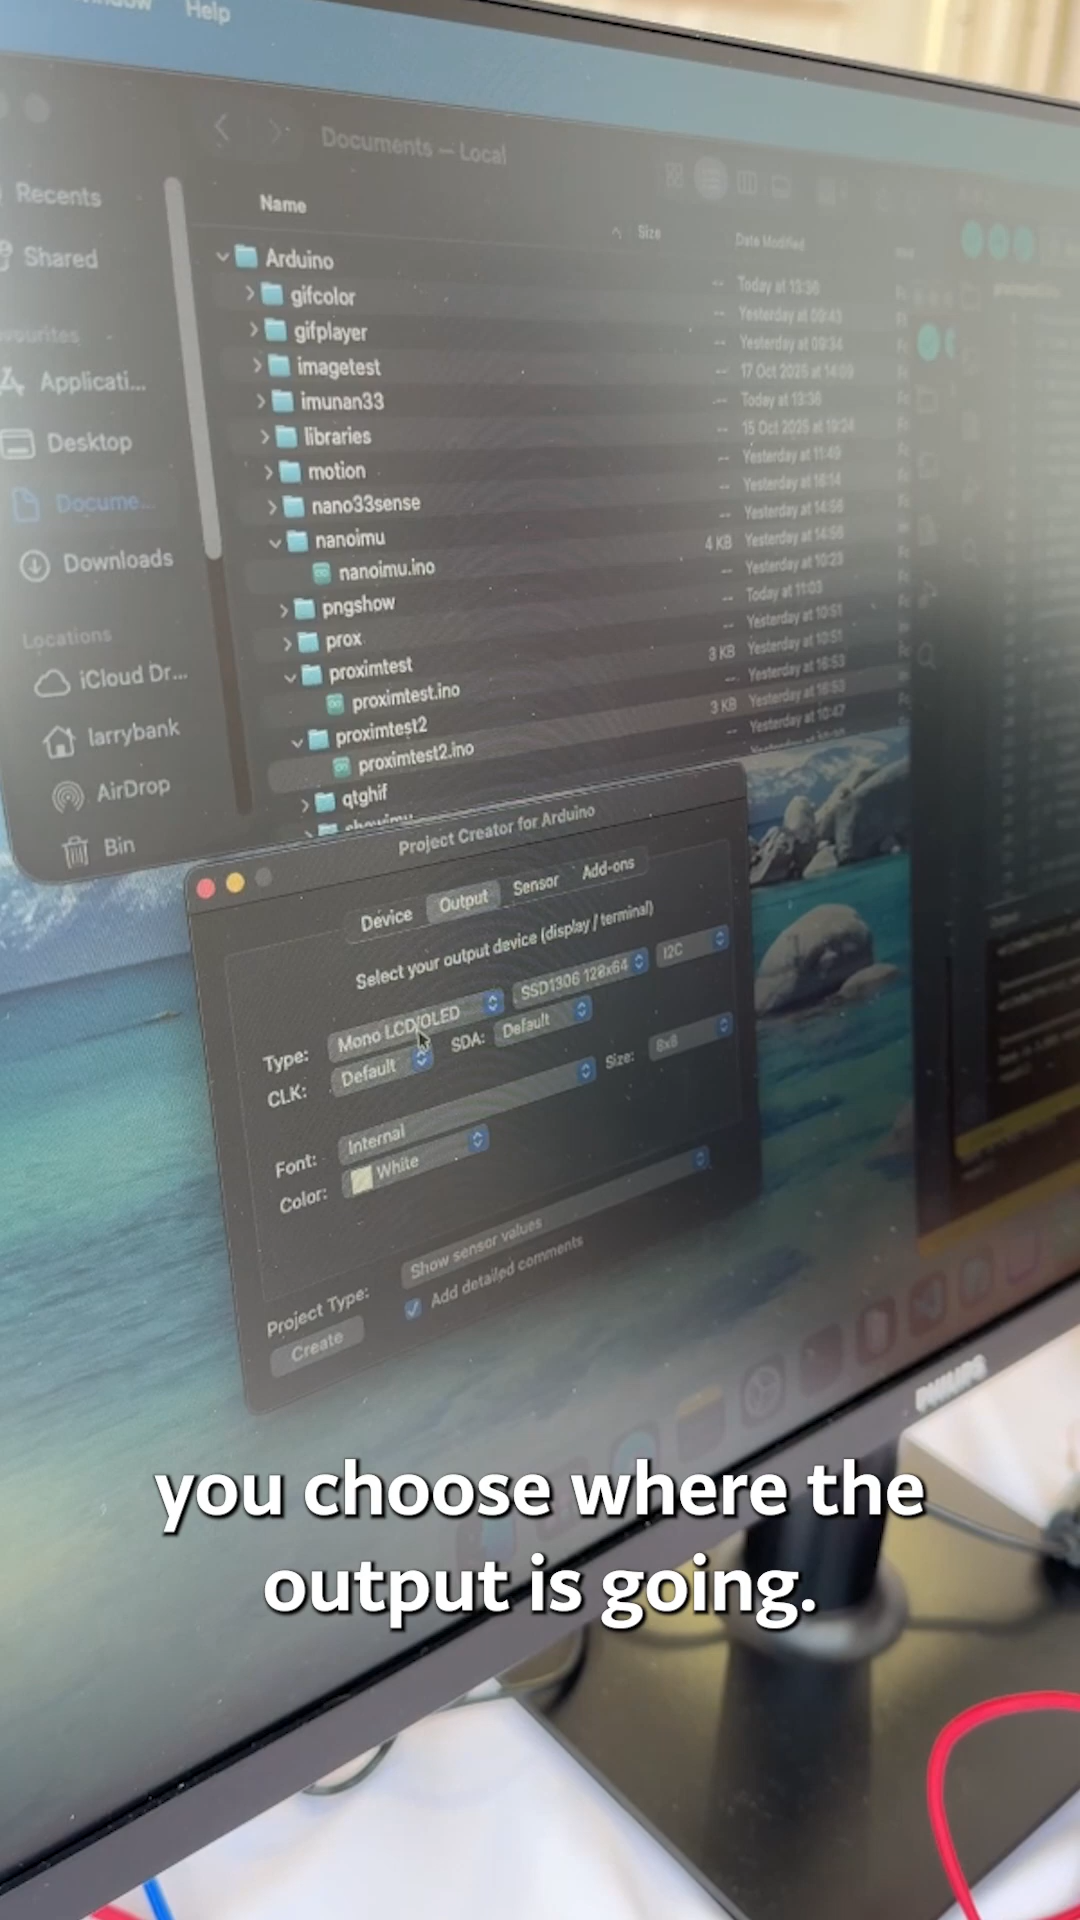 Help
Documents – Local
Recents
Shared
Applicati...
Desktop
Docume...
Downloads
Locations
iCloud Dr...
larrybank
AirDrop
Bin
Name
Size
Date Modified
Arduino
-- Today at 13:36
gifcolor
-- Yesterday at 09:43
gifplayer
-- Yesterday at 09:34
imagetest
-- 17 Oct 2025 at 14:09
imunan33
-- Today at 13:36
libraries
-- 15 Oct 2025 at 19:24
motion
-- Yesterday at 11:49
nano33sense
-- Yesterday at 16:14
nanoimu
-- Yesterday at 14:56
nanoimu.ino
4 KB Yesterday at 14:56
pngshow
-- Yesterday at 10:23
prox
-- Today at 11:03
proximtest
-- Yesterday at 10:51
proximtest.ino
3 KB Yesterday at 10:51
proximtest2
-- Yesterday at 16:53
proximtest2.ino
3 KB Yesterday at 16:53
qtghif
-- Yesterday at 10:47
showimu
Project Creator for Arduino
Device Output Sensor Add-ons
Select your output device (display / terminal)
Type: Mono LCD/OLED SSD1306 128x64 I2C
CLK: Default SDA: Default
Font: Internal Size: 8x8
Color: White
Project Type: Show sensor values
Create Add detailed comments
PHILIPS
you choose where the
output is going.